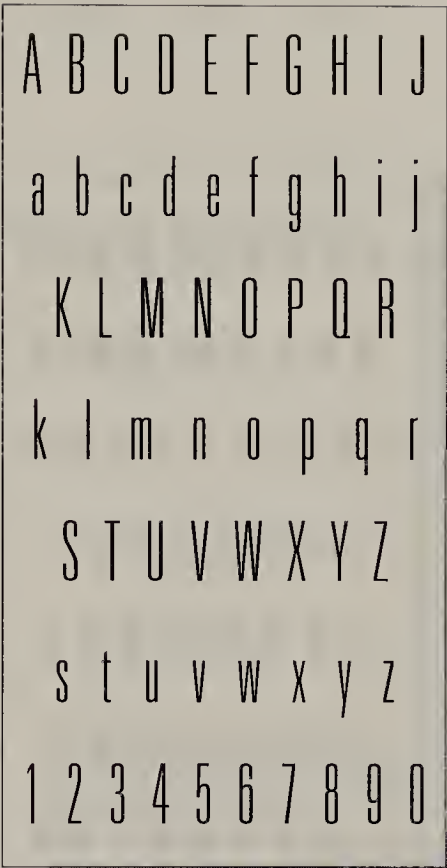 A B C D E F G H I J
a b c d e f g h i j
K L M N O P Q R
k l m n o p q r
S T U V W X Y Z
s t u v w x y z
1 2 3 4 5 6 7 8 9 0